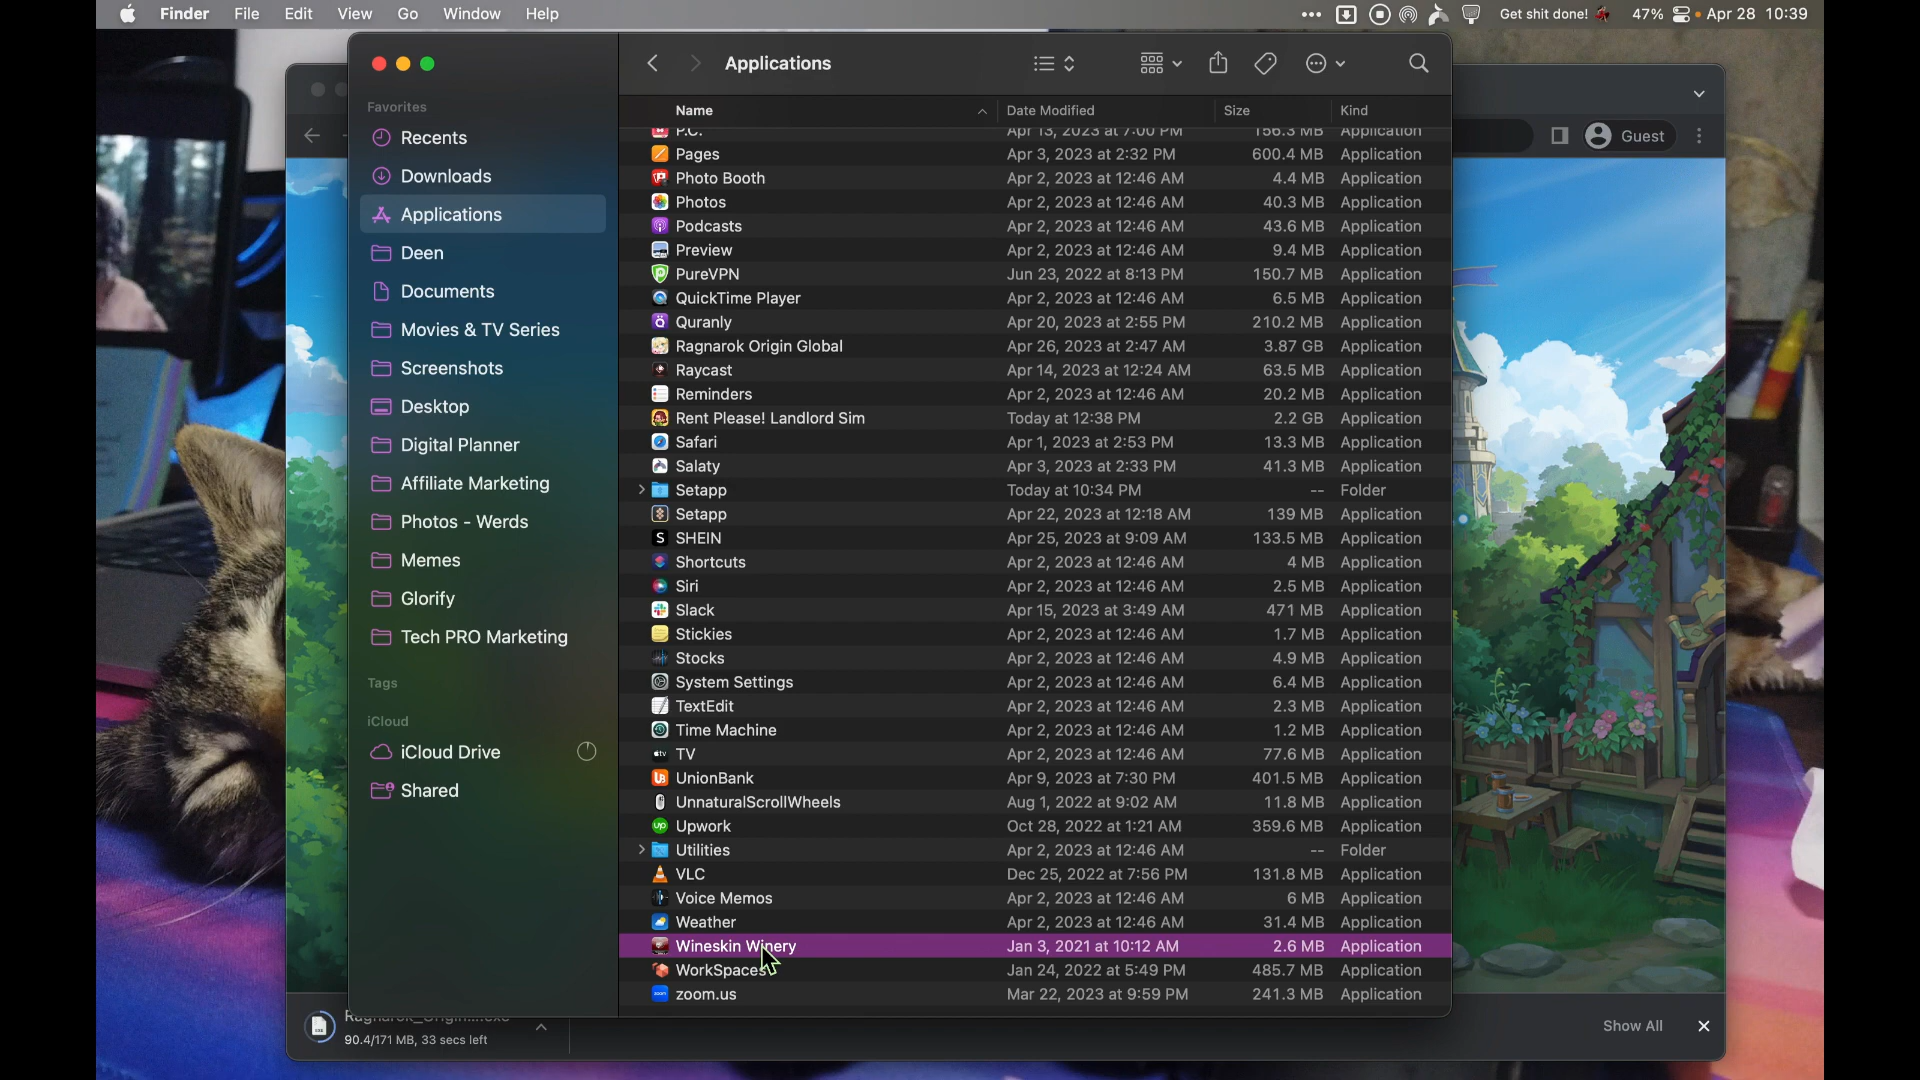 Finder File Edit View Go Window Help
Get shit done! 47% Apr 28 10:39
Applications
Favorites
Recents
Downloads
Applications
Deen
Documents
Movies & TV Series
Screenshots
Desktop
Digital Planner
Affiliate Marketing
Photos - Werds
Memes
Glorify
Tech PRO Marketing
Tags
iCloud
iCloud Drive
Shared
Name Date Modified Size Kind
P.C. Apr 13, 2023 at 7:00 PM 156.3 MB Application
Pages Apr 3, 2023 at 2:32 PM 600.4 MB Application
Photo Booth Apr 2, 2023 at 12:46 AM 4.4 MB Application
Photos Apr 2, 2023 at 12:46 AM 40.3 MB Application
Podcasts Apr 2, 2023 at 12:46 AM 43.6 MB Application
Preview Apr 2, 2023 at 12:46 AM 9.4 MB Application
PureVPN Jun 23, 2022 at 8:13 PM 150.7 MB Application
QuickTime Player Apr 2, 2023 at 12:46 AM 6.5 MB Application
Quranly Apr 20, 2023 at 2:55 PM 210.2 MB Application
Ragnarok Origin Global Apr 26, 2023 at 2:47 AM 3.87 GB Application
Raycast Apr 14, 2023 at 12:24 AM 63.5 MB Application
Reminders Apr 2, 2023 at 12:46 AM 20.2 MB Application
Rent Please! Landlord Sim Today at 12:38 PM 2.2 GB Application
Safari Apr 1, 2023 at 2:53 PM 13.3 MB Application
Salaty Apr 3, 2023 at 2:33 PM 41.3 MB Application
Setapp Today at 10:34 PM -- Folder
Setapp Apr 22, 2023 at 12:18 AM 139 MB Application
SHEIN Apr 25, 2023 at 9:09 AM 133.5 MB Application
Shortcuts Apr 2, 2023 at 12:46 AM 4 MB Application
Siri Apr 2, 2023 at 12:46 AM 2.5 MB Application
Slack Apr 15, 2023 at 3:49 AM 471 MB Application
Stickies Apr 2, 2023 at 12:46 AM 1.7 MB Application
Stocks Apr 2, 2023 at 12:46 AM 4.9 MB Application
System Settings Apr 2, 2023 at 12:46 AM 6.4 MB Application
TextEdit Apr 2, 2023 at 12:46 AM 2.3 MB Application
Time Machine Apr 2, 2023 at 12:46 AM 1.2 MB Application
TV Apr 2, 2023 at 12:46 AM 77.6 MB Application
UnionBank Apr 9, 2023 at 7:30 PM 401.5 MB Application
UnnaturalScrollWheels Aug 1, 2022 at 9:02 AM 11.8 MB Application
Upwork Oct 28, 2022 at 1:21 AM 359.6 MB Application
Utilities Apr 2, 2023 at 12:46 AM -- Folder
VLC Dec 25, 2022 at 7:56 PM 131.8 MB Application
Voice Memos Apr 2, 2023 at 12:46 AM 6 MB Application
Weather Apr 2, 2023 at 12:46 AM 31.4 MB Application
Wineskin Winery Jan 3, 2021 at 10:12 AM 2.6 MB Application
WorkSpaces Jan 24, 2022 at 5:49 PM 485.7 MB Application
zoom.us Mar 22, 2023 at 9:59 PM 241.3 MB Application
Guest
90.4/171 MB, 33 secs left
Show All